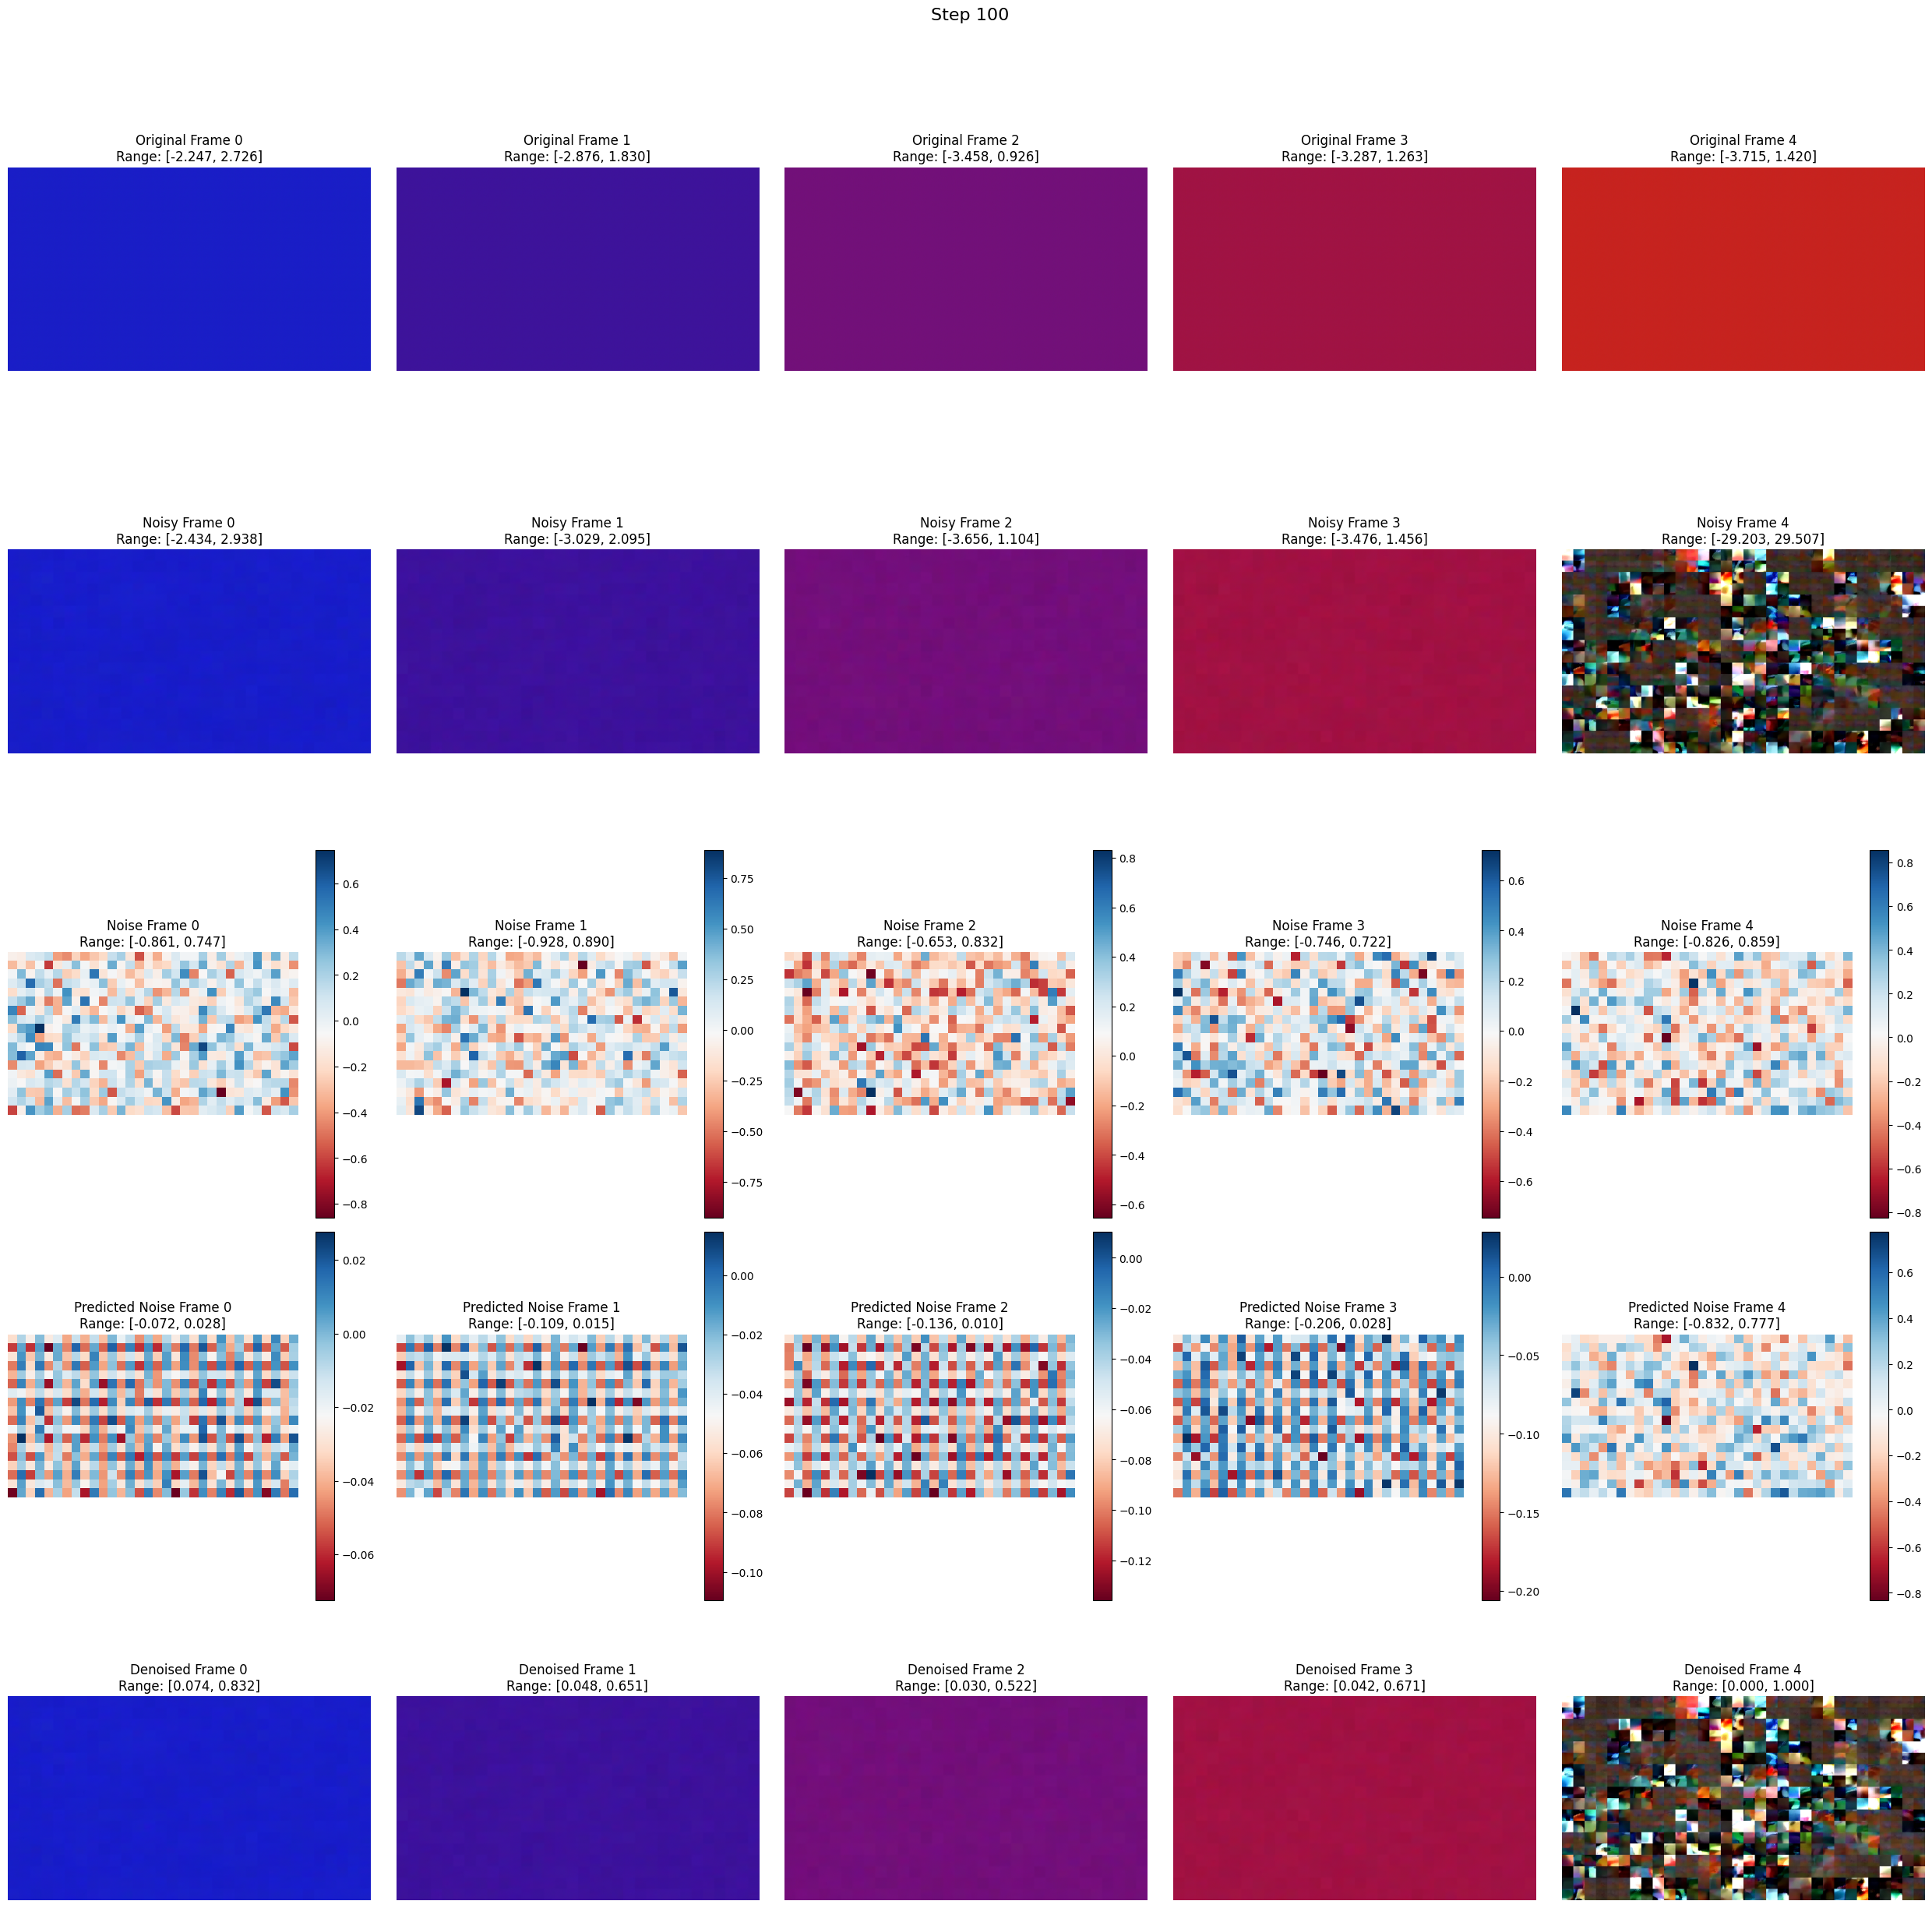 Step 100
Original Frame 0
Range: [-2.247, 2.726]
Original Frame 1
Range: [-2.876, 1.830]
Original Frame 2
Range: [-3.458, 0.926]
Original Frame 3
Range: [-3.287, 1.263]
Original Frame 4
Range: [-3.715, 1.420]
Noisy Frame 0
Range: [-2.434, 2.938]
Noisy Frame 1
Range: [-3.029, 2.095]
Noisy Frame 2
Range: [-3.656, 1.104]
Noisy Frame 3
Range: [-3.476, 1.456]
Noisy Frame 4
Range: [-29.203, 29.507]
Noise Frame 0
Range: [-0.861, 0.747]
0.6
0.4
0.2
0.0
−0.2
−0.4
−0.6
−0.8
Noise Frame 1
Range: [-0.928, 0.890]
0.75
0.50
0.25
0.00
−0.25
−0.50
−0.75
Noise Frame 2
Range: [-0.653, 0.832]
0.8
0.6
0.4
0.2
0.0
−0.2
−0.4
−0.6
Noise Frame 3
Range: [-0.746, 0.722]
0.6
0.4
0.2
0.0
−0.2
−0.4
−0.6
Noise Frame 4
Range: [-0.826, 0.859]
0.8
0.6
0.4
0.2
0.0
−0.2
−0.4
−0.6
−0.8
Predicted Noise Frame 0
Range: [-0.072, 0.028]
0.02
0.00
−0.02
−0.04
−0.06
Predicted Noise Frame 1
Range: [-0.109, 0.015]
0.00
−0.02
−0.04
−0.06
−0.08
−0.10
Predicted Noise Frame 2
Range: [-0.136, 0.010]
0.00
−0.02
−0.04
−0.06
−0.08
−0.10
−0.12
Predicted Noise Frame 3
Range: [-0.206, 0.028]
0.00
−0.05
−0.10
−0.15
−0.20
Predicted Noise Frame 4
Range: [-0.832, 0.777]
0.6
0.4
0.2
0.0
−0.2
−0.4
−0.6
−0.8
Denoised Frame 0
Range: [0.074, 0.832]
Denoised Frame 1
Range: [0.048, 0.651]
Denoised Frame 2
Range: [0.030, 0.522]
Denoised Frame 3
Range: [0.042, 0.671]
Denoised Frame 4
Range: [0.000, 1.000]